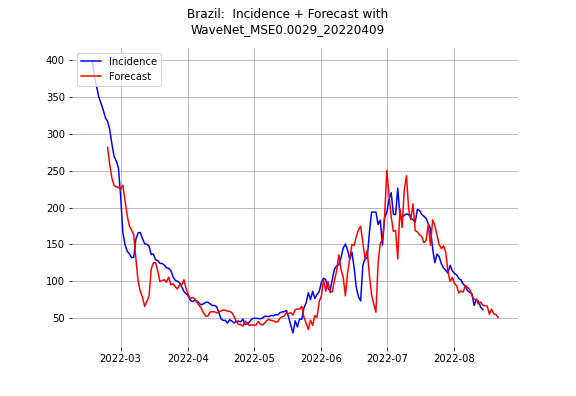 Brazil:  Incidence + Forecast with
WaveNet_MSE0.0029_20220409
Incidence
Forecast
400
350
300
250
200
150
100
50
2022-03 2022-04 2022-05 2022-06 2022-07 2022-08